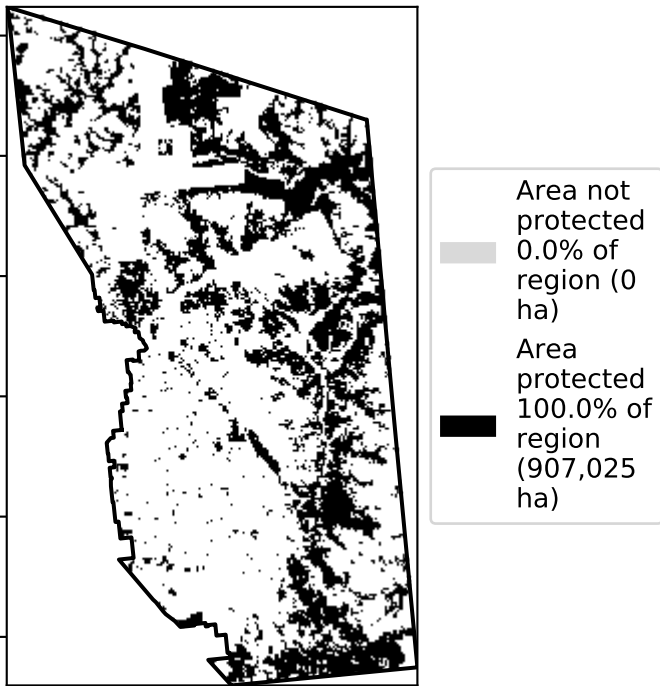 Area not
protected
0.0% of
region (0
ha)
Area
protected
100.0% of
region
(907,025
ha)